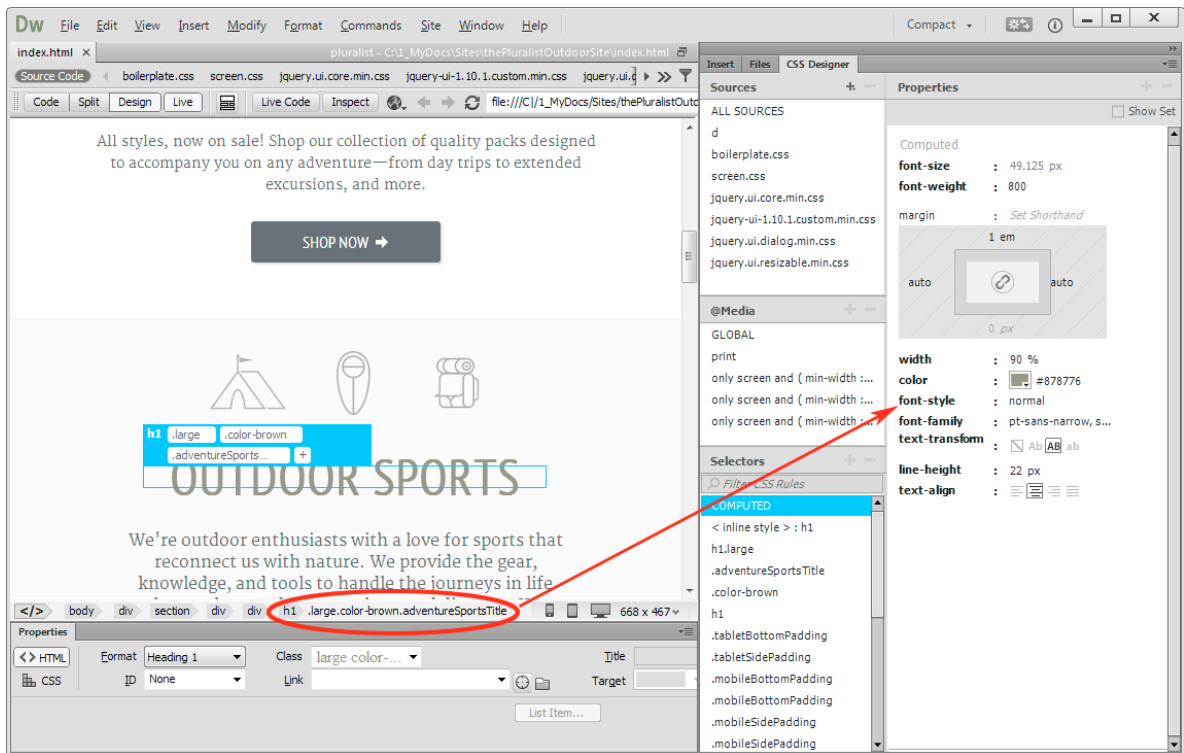 Dw File Edit View Insert Modify Format Commands Site Window Help Compact
index.html × pluralist - C:\1_MyDocs\Sites\thePluralistOutdoorSite\index.html
Source Code boilerplate.css screen.css jquery.ui.core.min.css jquery-ui-1.10.1.custom.min.css jquery.ui.d
Code Split Design Live Live Code Inspect file:///C|/1_MyDocs/Sites/thePluralistOutd
All styles, now on sale! Shop our collection of quality packs designed
to accompany you on any adventure—from day trips to extended
excursions, and more.
SHOP NOW
h1 .large .color-brown
.adventureSports... +
OUTDOOR SPORTS
We're outdoor enthusiasts with a love for sports that
reconnect us with nature. We provide the gear,
knowledge, and tools to handle the journeys in life
</> body div section div div h1 .large.color-brown.adventureSportsTitle 668 x 467
Properties
<> HTML Format Heading 1 Class large color-... Title
CSS ID None Link Target
List Item...
Insert Files CSS Designer
Sources
ALL SOURCES
d
boilerplate.css
screen.css
jquery.ui.core.min.css
jquery-ui-1.10.1.custom.min.css
jquery.ui.dialog.min.css
jquery.ui.resizable.min.css
@Media
GLOBAL
print
only screen and ( min-width :...
only screen and ( min-width :...
only screen and ( min-width :...
Selectors
Filter CSS Rules
COMPUTED
< inline style > : h1
h1.large
.adventureSportsTitle
.color-brown
h1
.tabletBottomPadding
.tabletSidePadding
.mobileBottomPadding
.mobileBottomPadding
.mobileSidePadding
.mobileSidePadding
Properties
Show Set
Computed
font-size : 49.125 px
font-weight : 800
margin : Set Shorthand
1 em
auto auto
0 px
width : 90 %
color : #878776
font-style : normal
font-family : pt-sans-narrow, s...
text-transform : Ab AB ab
line-height : 22 px
text-align :